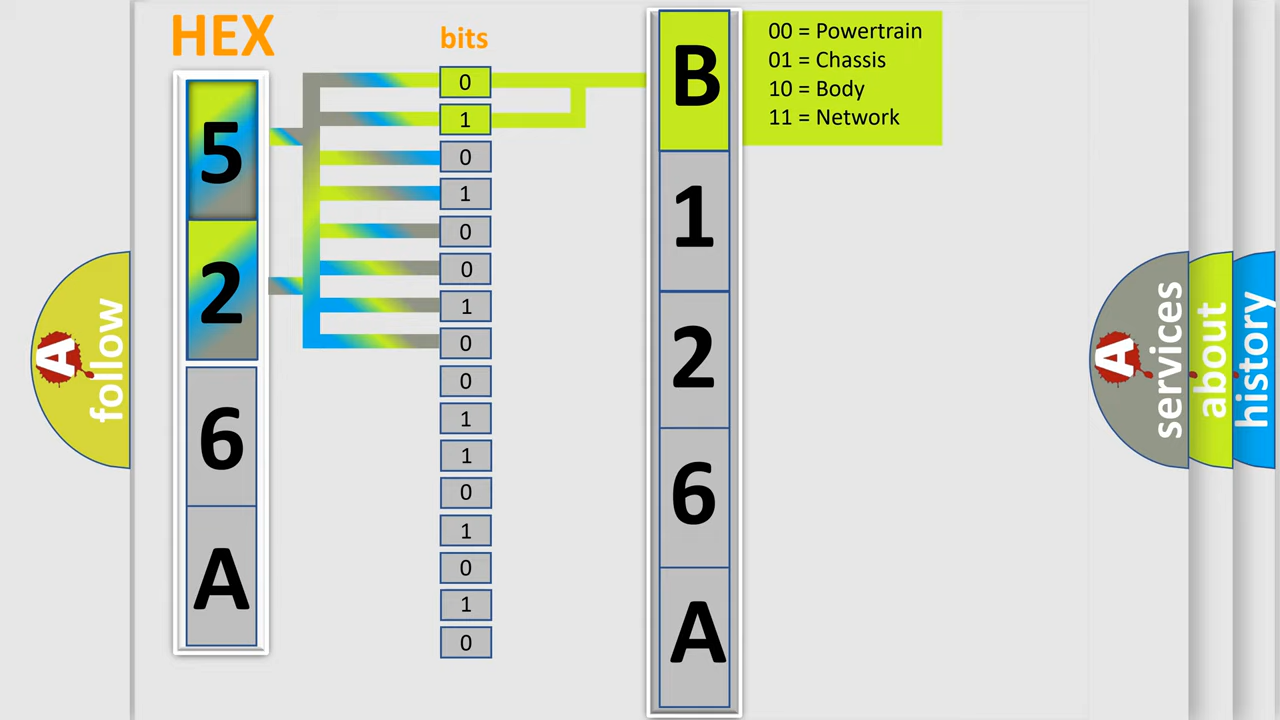 HEX
bits
5
2
6
A
0
1
0
1
0
0
1
0
0
1
1
0
1
0
1
0
B
1
2
6
A
00 = Powertrain
01 = Chassis
10 = Body
11 = Network
A
follow
A
services
about
history